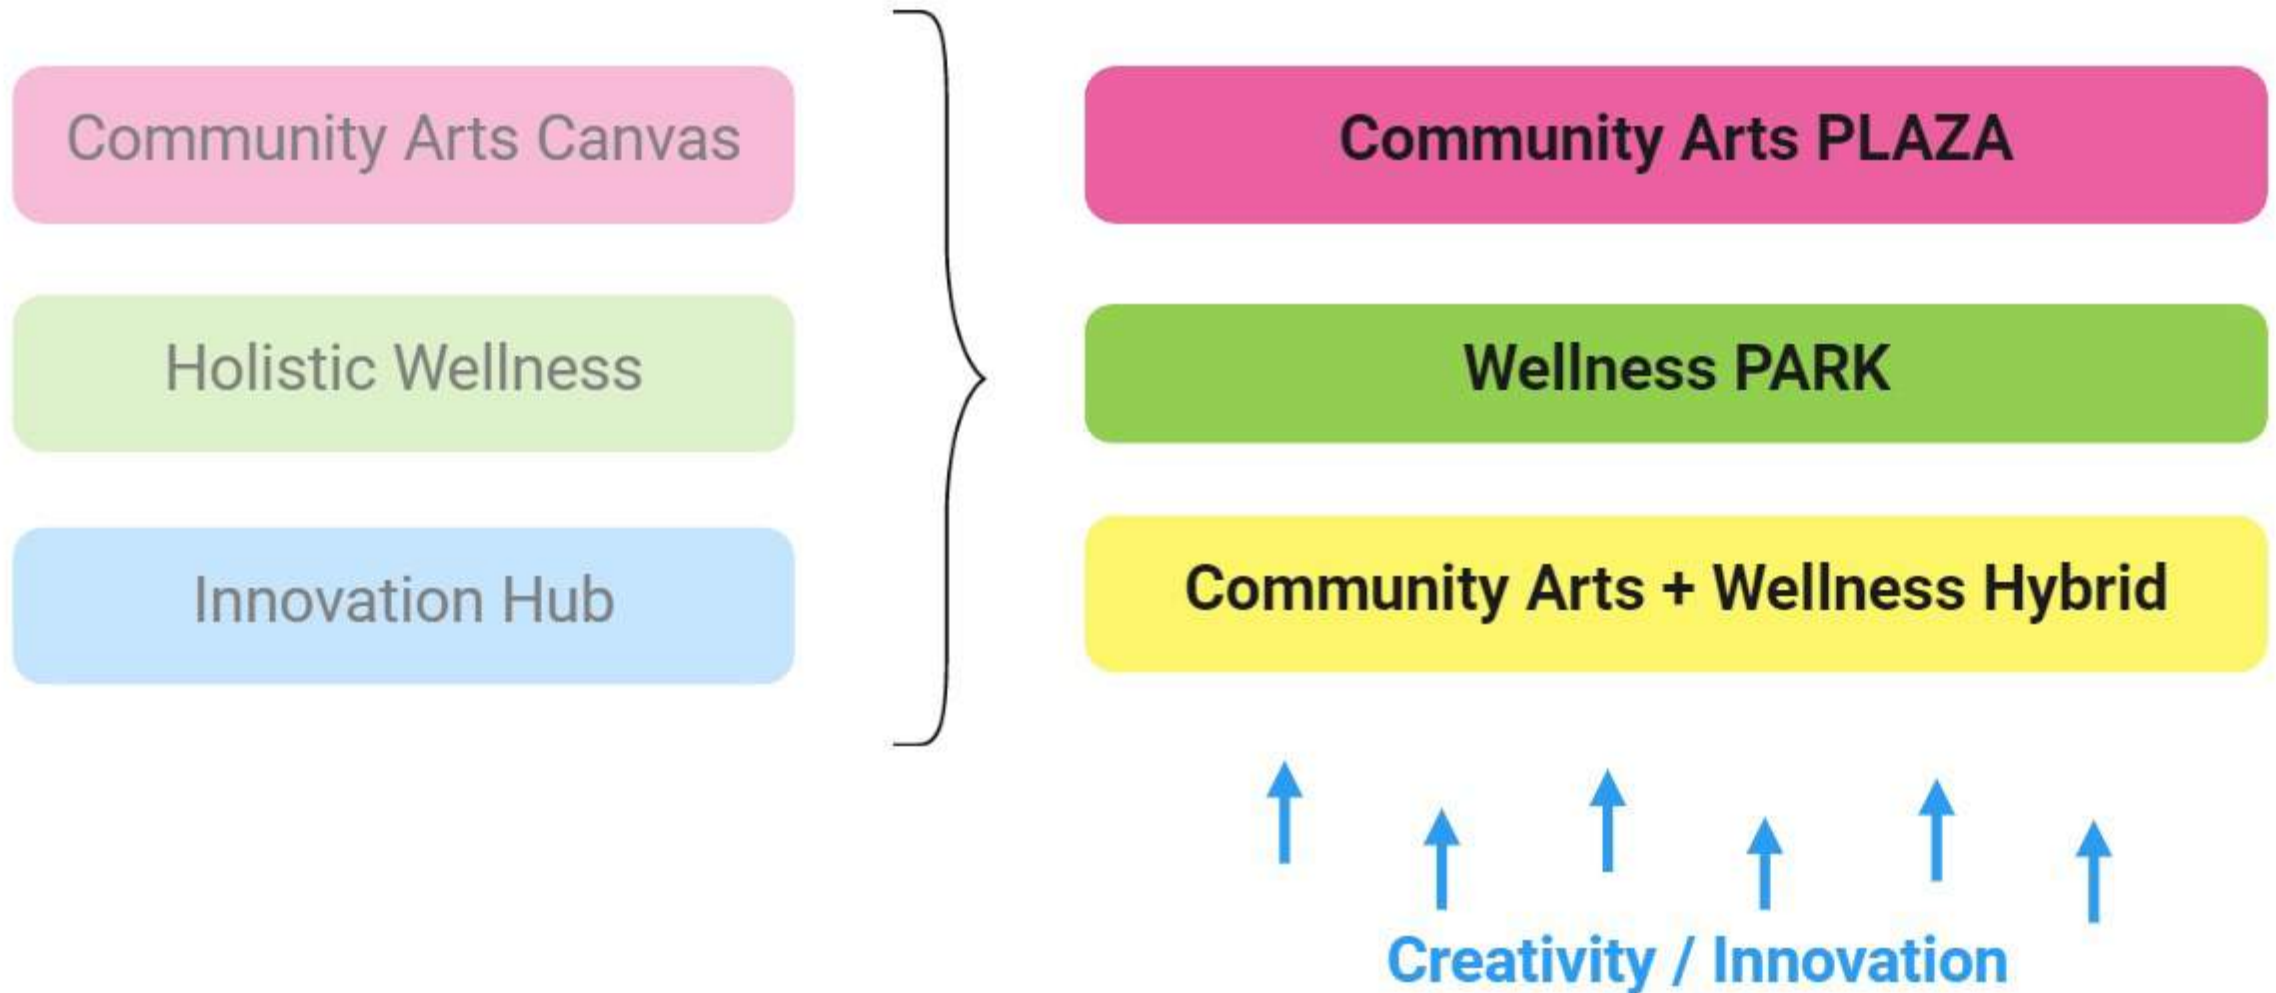 Community Arts Canvas
Holistic Wellness
Innovation Hub
Community Arts PLAZA
Wellness PARK
Community Arts + Wellness Hybrid
Creativity / Innovation